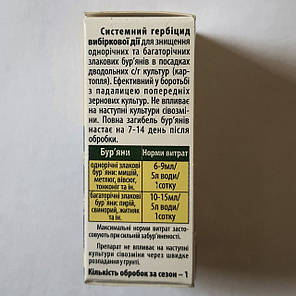 Системний гербіцид
вибіркової дії для знищення
однорічних та багаторічних
злакових бур'янів в посадках
дводольних с/г культур (кар-
топля). Ефективний у боротьбі
з падалицею попередніх
зернових культур. Не впливає
на наступні культури сівозмі-
ни. Повна загибель бур'янів
настає на 7-14 день після
обробки.
Бур'яни Норми витрат
однорічні злакові
бур'яни: мишій,
метлюг, вівсюг,
тонконіг та ін.
6-9мл/
5л води/
1сотку
багаторічні злакові
бур'яни: пирій,
свинорий, житняк
та ін.
10-15мл/
5л води/
1сотку
Максимальні норми витрат засто-
совують при сильній забур'яненості.
Препарат не впливає на наступні
культури сівозміни через швидке
розпадання у ґрунті.
Кількість обробок за сезон – 1